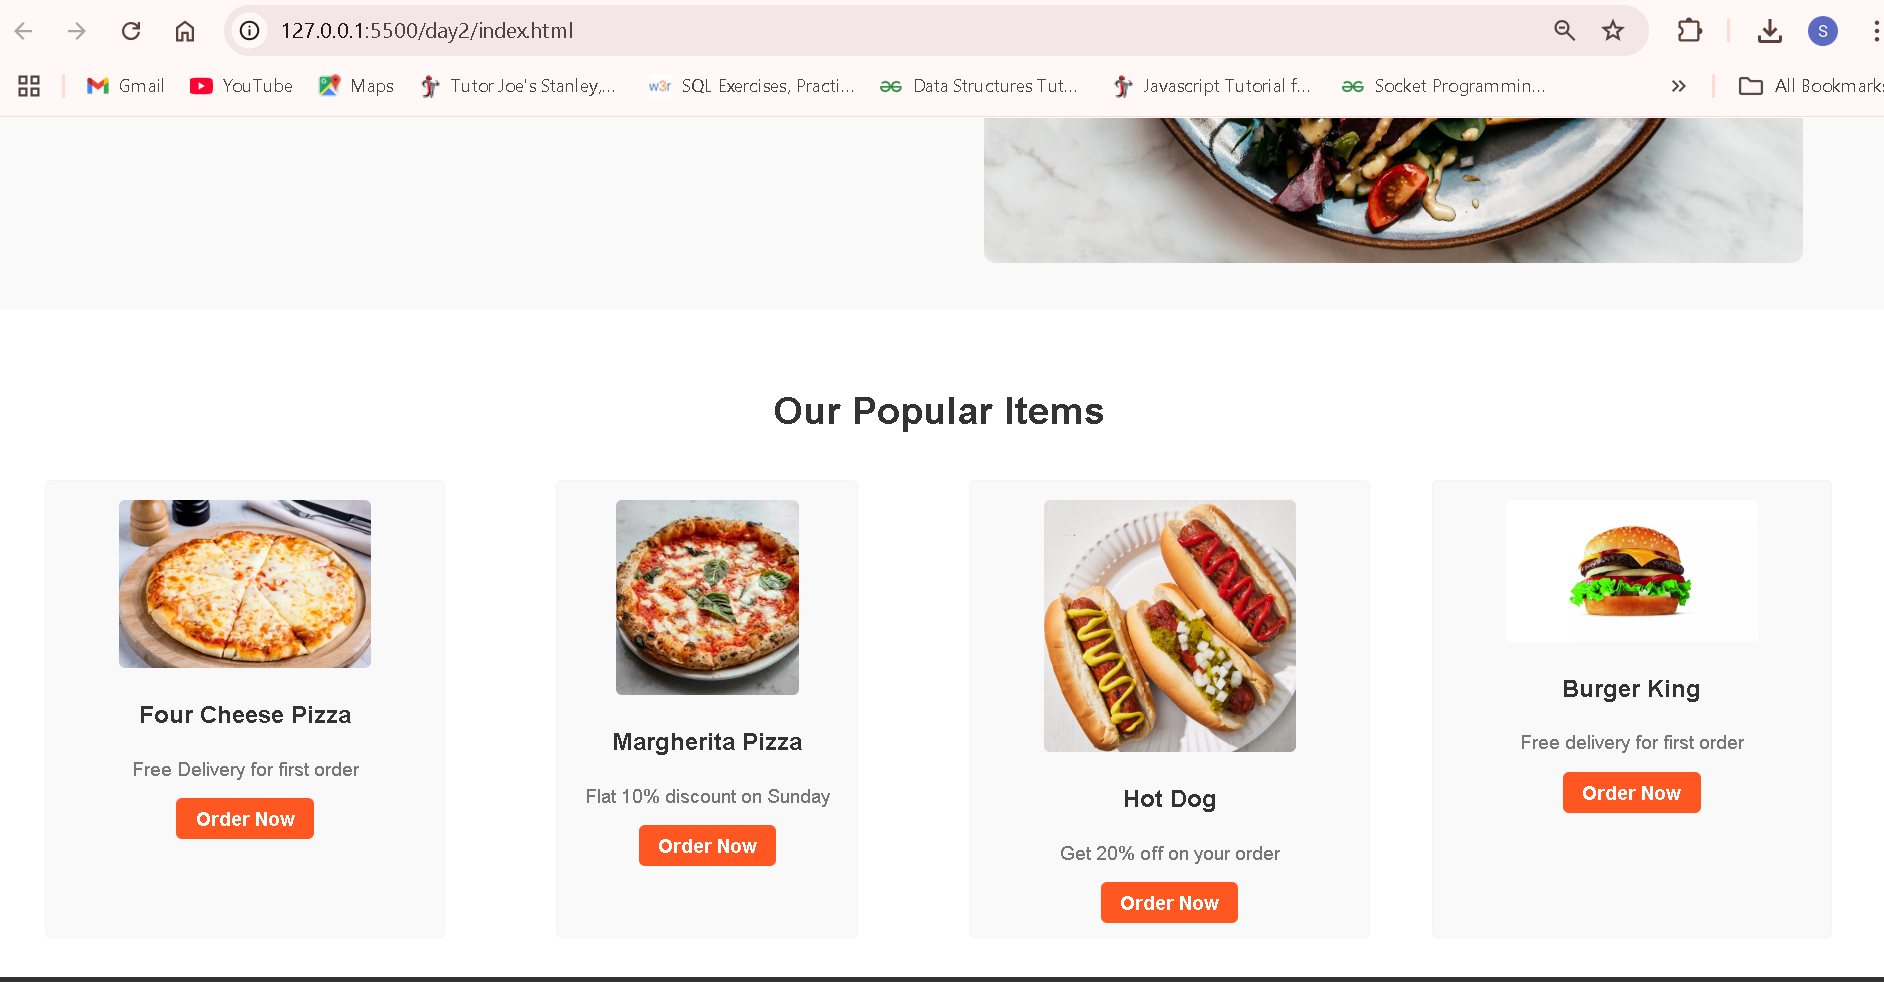 127.0.0.1:5500/day2/index.html
S
Gmail
YouTube
Maps
Tutor Joe's Stanley,...
w3r
SQL Exercises, Practi...
Data Structures Tut...
Javascript Tutorial f...
Socket Programmin...
All Bookmarks
Our Popular Items
Four Cheese Pizza
Free Delivery for first order
Order Now
Margherita Pizza
Flat 10% discount on Sunday
Order Now
Hot Dog
Get 20% off on your order
Order Now
Burger King
Free delivery for first order
Order Now